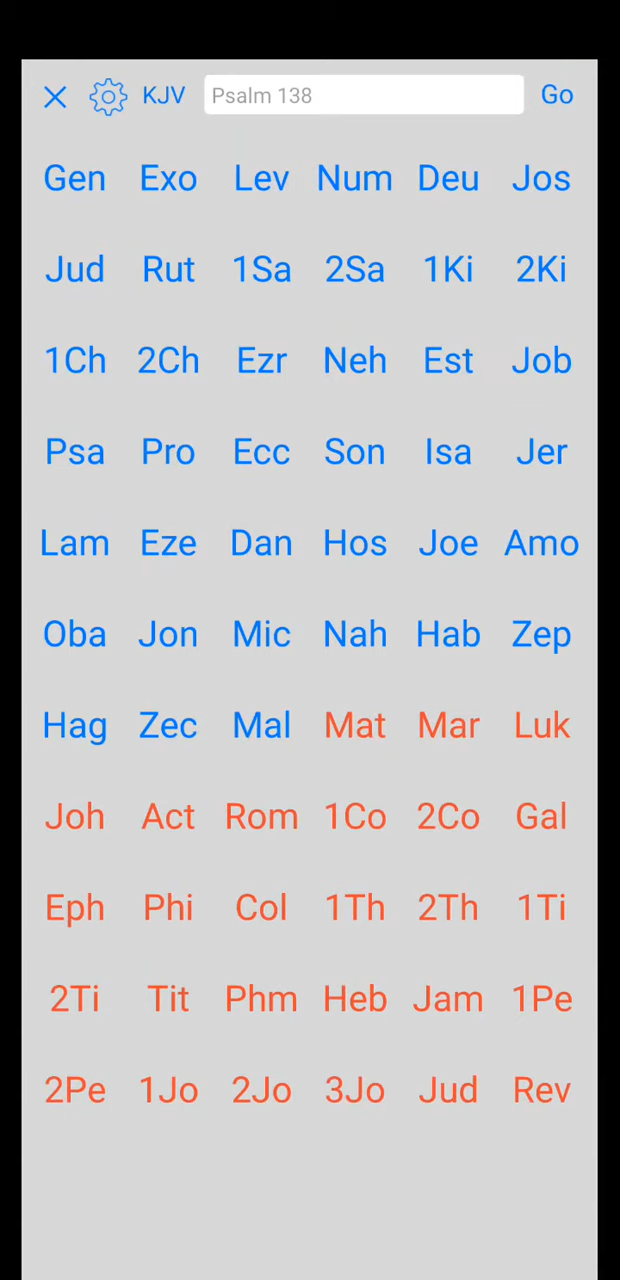 KJV Psalm 138 Go
Gen Exo Lev Num Deu Jos
Jud Rut 1Sa 2Sa 1Ki 2Ki
1Ch 2Ch Ezr Neh Est Job
Psa Pro Ecc Son Isa Jer
Lam Eze Dan Hos Joe Amo
Oba Jon Mic Nah Hab Zep
Hag Zec Mal Mat Mar Luk
Joh Act Rom 1Co 2Co Gal
Eph Phi Col 1Th 2Th 1Ti
2Ti Tit Phm Heb Jam 1Pe
2Pe 1Jo 2Jo 3Jo Jud Rev